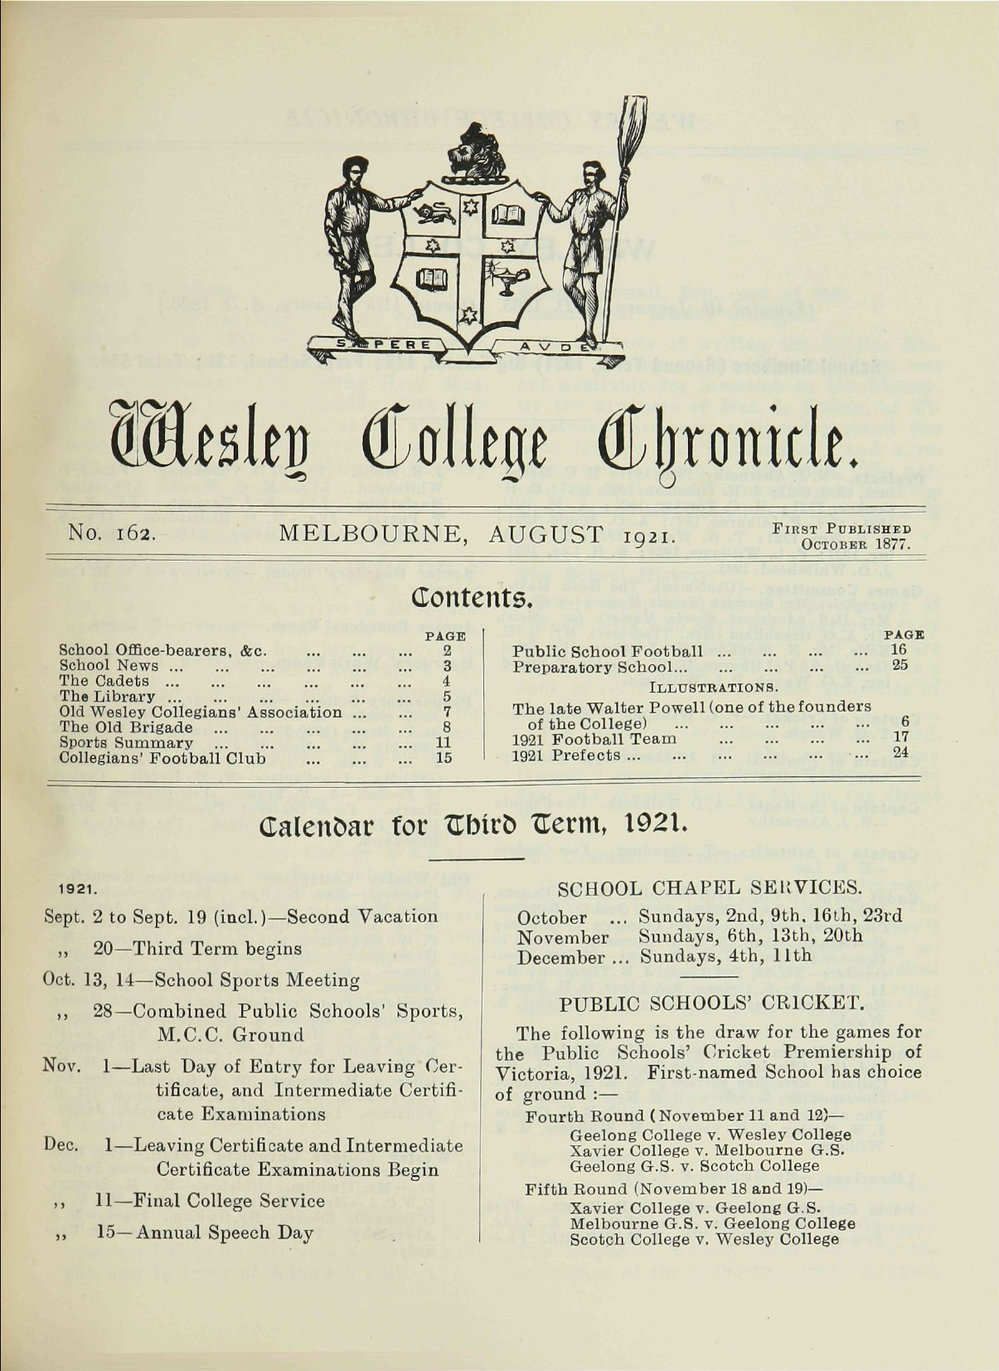 SAPERE AVDE
Wesley College Chronicle.
No. 162. MELBOURNE, AUGUST 1921. First Published October 1877.
Contents.
PAGE
School Office-bearers, &c. ... ... ... 2
School News ... ... ... ... ... ... 3
The Cadets ... ... ... ... ... ... 4
The Library ... ... ... ... ... ... 5
Old Wesley Collegians' Association ... ... 7
The Old Brigade ... ... ... ... ... 8
Sports Summary ... ... ... ... ... 11
Collegians' Football Club ... ... ... 15
PAGE
Public School Football ... ... ... ... 16
Preparatory School... ... ... ... ... 25
Illustrations.
The late Walter Powell (one of the founders
of the College) ... ... ... ... ... 6
1921 Football Team ... ... ... ... 17
1921 Prefects ... ... ... ... ... ... 24
Calendar for Third Term, 1921.
1921.
Sept. 2 to Sept. 19 (incl.)—Second Vacation
,, 20—Third Term begins
Oct. 13, 14—School Sports Meeting
,, 28—Combined Public Schools' Sports,
M.C.C. Ground
Nov. 1—Last Day of Entry for Leaving Cer-
tificate, and Intermediate Certifi-
cate Examinations
Dec. 1—Leaving Certificate and Intermediate
Certificate Examinations Begin
,, 11—Final College Service
,, 15—Annual Speech Day
SCHOOL CHAPEL SERVICES.
October ... Sundays, 2nd, 9th, 16th, 23rd
November Sundays, 6th, 13th, 20th
December ... Sundays, 4th, 11th
PUBLIC SCHOOLS' CRICKET.
The following is the draw for the games for
the Public Schools' Cricket Premiership of
Victoria, 1921. First-named School has choice
of ground :—
Fourth Round (November 11 and 12)—
Geelong College v. Wesley College
Xavier College v. Melbourne G.S.
Geelong G.S. v. Scotch College
Fifth Round (November 18 and 19)—
Xavier College v. Geelong G.S.
Melbourne G.S. v. Geelong College
Scotch College v. Wesley College